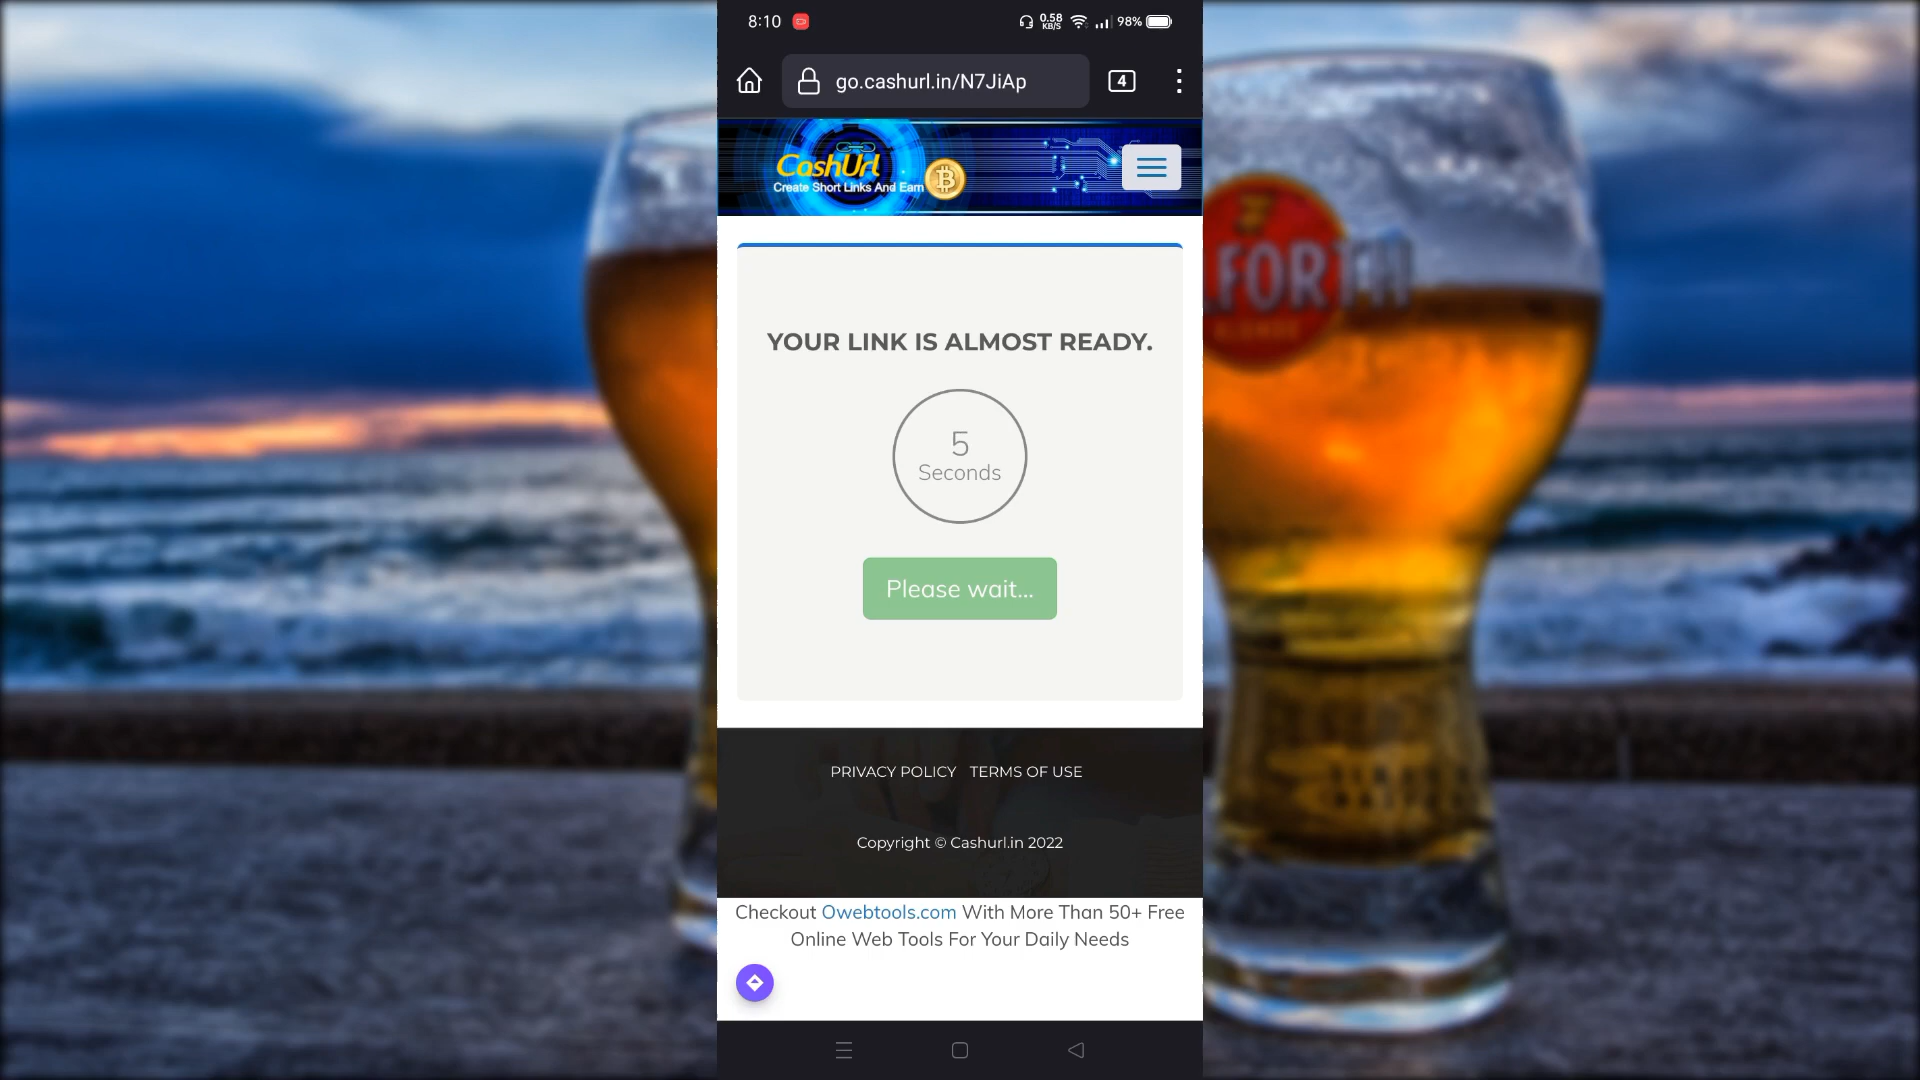 8:10
0.58
KB/S
98%
go.cashurl.in/N7JiAp
4
CashUrl
Create Short Links And Earn
YOUR LINK IS ALMOST READY.
5
Seconds
Please wait...
PRIVACY POLICY TERMS OF USE
Copyright © Cashurl.in 2022
Checkout Owebtools.com With More Than 50+ Free
Online Web Tools For Your Daily Needs